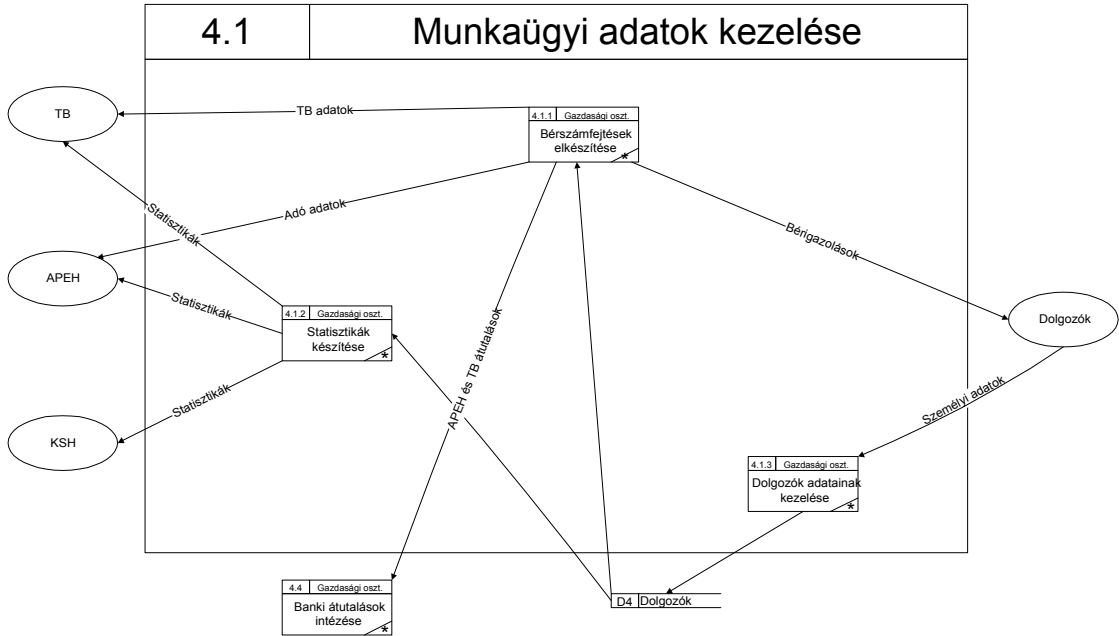 4.1 Munkaügyi adatok kezelése
TB
TB adatok
4.1.1 Gazdasági oszt.
Bérszámfejtések
elkészítése
*
Statisztikák
Adó adatok
Bérigazolások
APEH
Statisztikák
4.1.2 Gazdasági oszt.
Statisztikák
készítése
*
APEH és TB átutalások
Dolgozók
Statisztikák
KSH
Személyi adatok
4.1.3 Gazdasági oszt.
Dolgozók adatainak
kezelése
*
4.4 Gazdasági oszt.
Banki átutalások
intézése
*
D4 Dolgozók